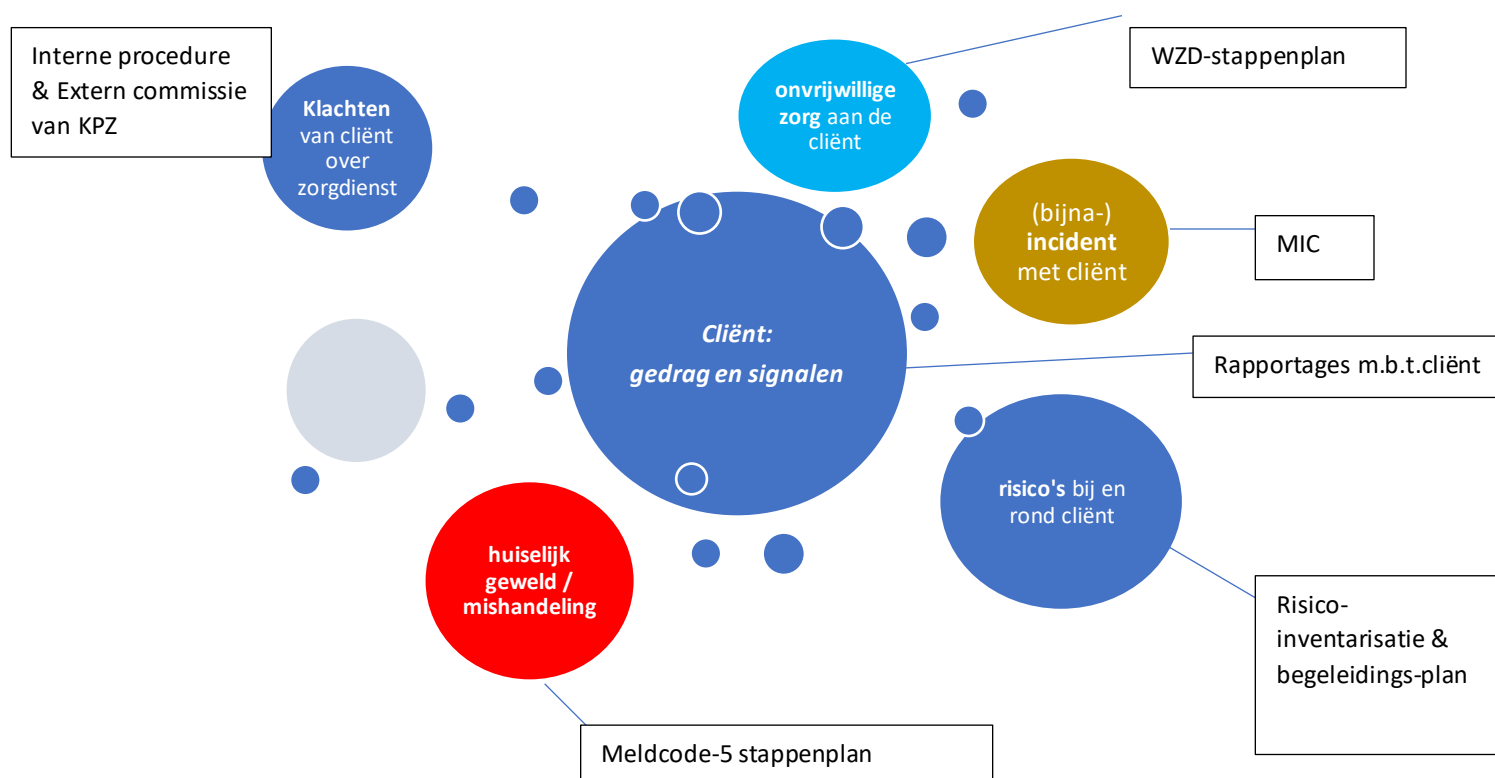 Interne procedure
& Extern commissie
van KPZ
Klachten
van cliënt
over
zorgdienst
onvrijwillige
zorg aan de
cliënt
WZD-stappenplan
(bijna-)
incident
met cliënt
MIC
Cliënt:
gedrag en signalen
Rapportages m.b.t.cliënt
risico's bij en
rond cliënt
huiselijk
geweld /
mishandeling
Risico-
inventarisatie &
begeleidings-plan
Meldcode-5 stappenplan